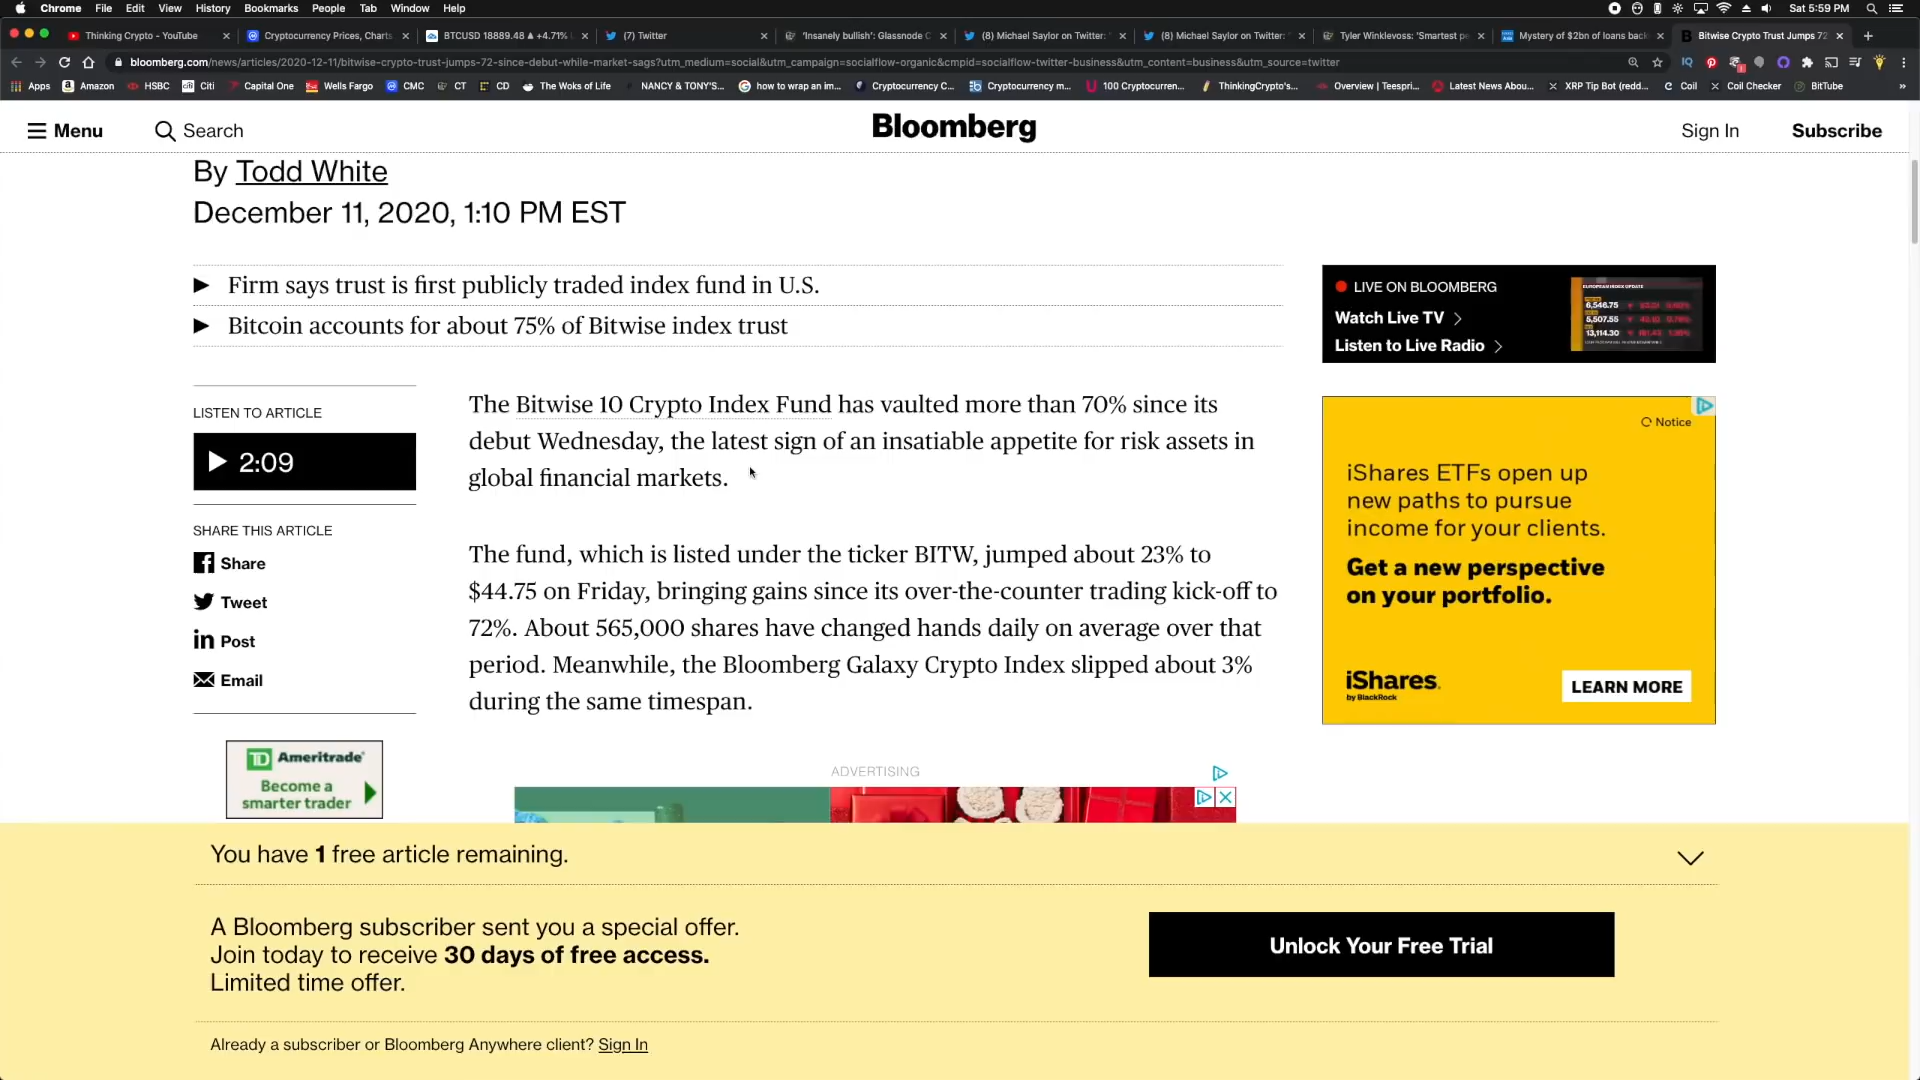 Chrome File Edit View History Bookmarks People Tab Window Help Sat 5:59 PM
Thinking Crypto - YouTube Cryptocurrency Prices, Charts BTCUSD 18889.48 ▲ +4.71% (7) Twitter 'Insanely bullish': Glassnode C (8) Michael Saylor on Twitter: " (8) Michael Saylor on Twitter: " Tyler Winklevoss: 'Smartest pe Mystery of $2bn of loans back Bitwise Crypto Trust Jumps 72
bloomberg.com/news/articles/2020-12-11/bitwise-crypto-trust-jumps-72-since-debut-while-market-sags?utm_medium=social&utm_campaign=socialflow-organic&cmpid=socialflow-twitter-business&utm_content=business&utm_source=twitter
Apps Amazon HSBC Citi Capital One Wells Fargo CMC CT CD The Woks of Life NANCY & TONY'S... how to wrap an im... Cryptocurrency C... Cryptocurrency m... 100 Cryptocurren... ThinkingCrypto's... Overview | Teespri... Latest News Abou... XRP Tip Bot (redd... Coil Coil Checker BitTube »
Menu Search Bloomberg Sign In Subscribe
By Todd White
December 11, 2020, 1:10 PM EST
Firm says trust is first publicly traded index fund in U.S.
Bitcoin accounts for about 75% of Bitwise index trust
LIVE ON BLOOMBERG
Watch Live TV
Listen to Live Radio
EUROPEAN INDEX UPDATE
6,546.75
5,507.55
13,114.30
LISTEN TO ARTICLE
2:09
SHARE THIS ARTICLE
Share
Tweet
Post
Email
The Bitwise 10 Crypto Index Fund has vaulted more than 70% since its
debut Wednesday, the latest sign of an insatiable appetite for risk assets in
global financial markets.
The fund, which is listed under the ticker BITW, jumped about 23% to
$44.75 on Friday, bringing gains since its over-the-counter trading kick-off to
72%. About 565,000 shares have changed hands daily on average over that
period. Meanwhile, the Bloomberg Galaxy Crypto Index slipped about 3%
during the same timespan.
Notice
iShares ETFs open up
new paths to pursue
income for your clients.
Get a new perspective
on your portfolio.
iShares.
by BlackRock
LEARN MORE
TD Ameritrade
Become a
smarter trader
ADVERTISING
You have 1 free article remaining.
A Bloomberg subscriber sent you a special offer.
Join today to receive 30 days of free access.
Limited time offer.
Unlock Your Free Trial
Already a subscriber or Bloomberg Anywhere client? Sign In